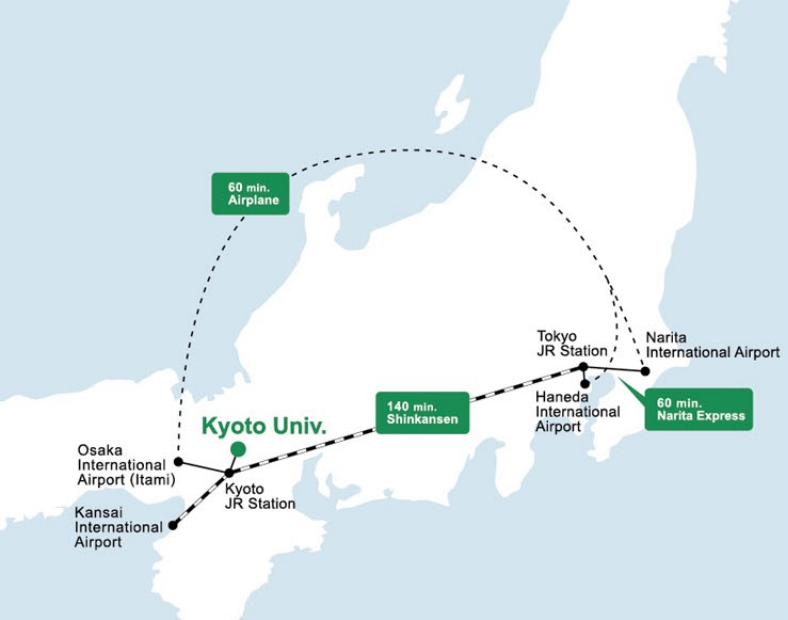 60 min.
Airplane
Tokyo
JR Station
Narita
International Airport
Haneda
International
Airport
60 min.
Narita Express
140 min.
Shinkansen
Kyoto Univ.
Osaka
International
Airport (Itami)
Kyoto
JR Station
Kansai
International
Airport